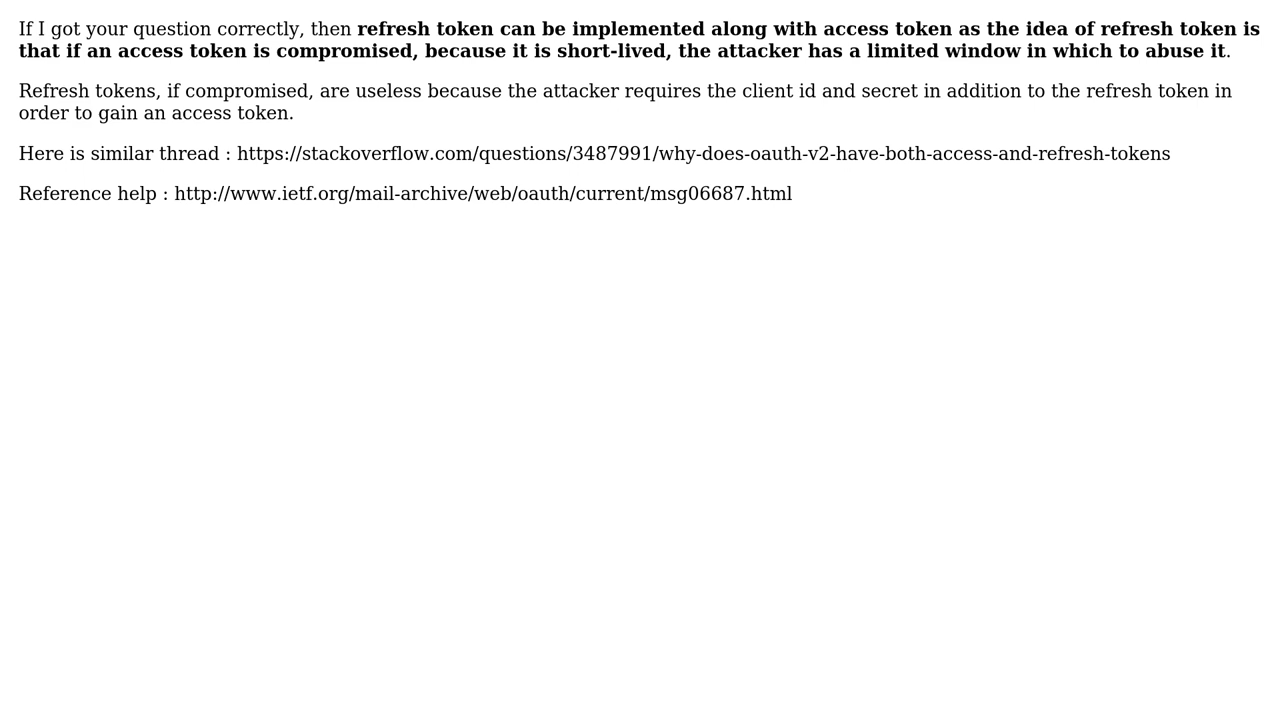 If I got your question correctly, then refresh token can be implemented along with access token as the idea of refresh token is
that if an access token is compromised, because it is short-lived, the attacker has a limited window in which to abuse it.
Refresh tokens, if compromised, are useless because the attacker requires the client id and secret in addition to the refresh token in
order to gain an access token.
Here is similar thread : https://stackoverflow.com/questions/3487991/why-does-oauth-v2-have-both-access-and-refresh-tokens
Reference help : http://www.ietf.org/mail-archive/web/oauth/current/msg06687.html